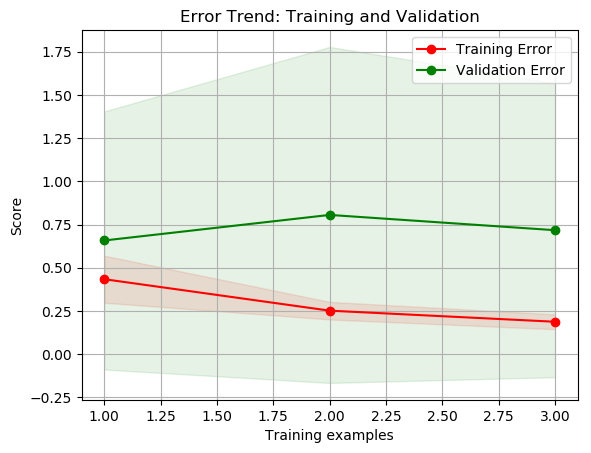 Error Trend: Training and Validation
Training Error
Validation Error
Score
1.75
1.50
1.25
1.00
0.75
0.50
0.25
0.00
−0.25
1.00 1.25 1.50 1.75 2.00 2.25 2.50 2.75 3.00
Training examples